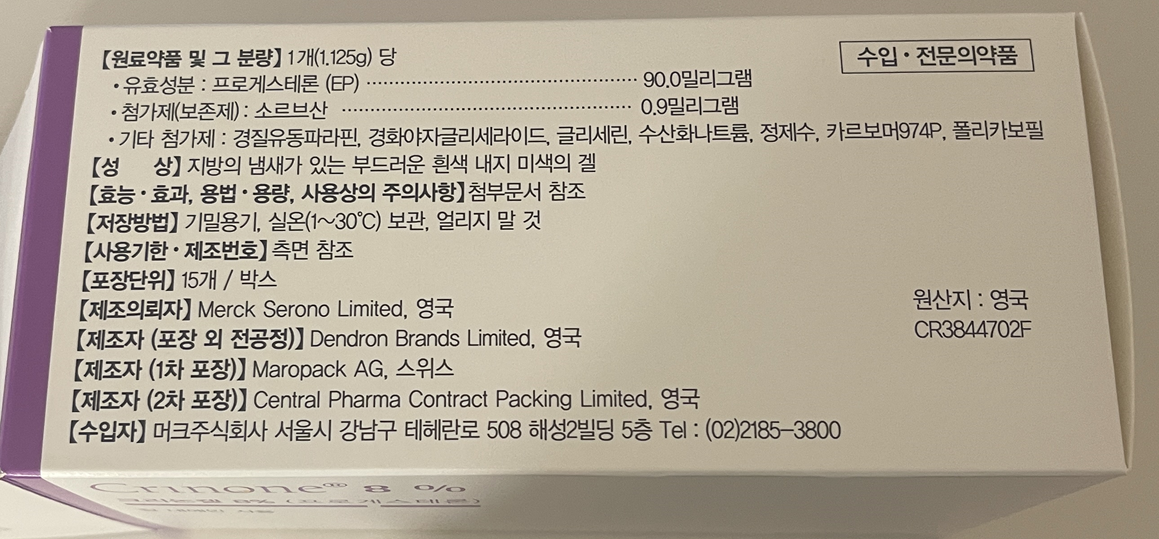 【원료약품 및 그 분량】 1개(1.125g) 당
수입 · 전문의약품
• 유효성분 : 프로게스테론 (EP) ······································ 90.0밀리그램
• 첨가제(보존제) : 소르브산 ········································ 0.9밀리그램
• 기타 첨가제 : 경질유동파라핀, 경화야자글리세라이드, 글리세린, 수산화나트륨, 정제수, 카르보머974P, 폴리카보필
【성 상】 지방의 냄새가 있는 부드러운 흰색 내지 미색의 겔
【효능 · 효과, 용법 · 용량, 사용상의 주의사항】 첨부문서 참조
【저장방법】 기밀용기, 실온(1~30℃) 보관, 얼리지 말 것
【사용기한 · 제조번호】 측면 참조
【포장단위】 15개 / 박스
【제조의뢰자】 Merck Serono Limited, 영국
원산지 : 영국
【제조자 (포장 외 전공정)】 Dendron Brands Limited, 영국
CR3844702F
【제조자 (1차 포장)】 Maropack AG, 스위스
【제조자 (2차 포장)】 Central Pharma Contract Packing Limited, 영국
【수입자】 머크주식회사 서울시 강남구 테헤란로 508 해성2빌딩 5층 Tel : (02)2185-3800
Crinone® 8 %
크리논겔 8% (프로게스테론)